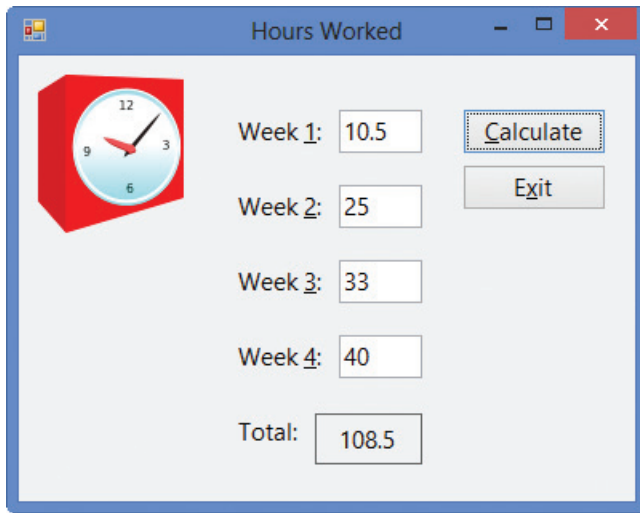 Hours Worked
12
9 3
6
Week 1: 10.5 Calculate
Exit
Week 2: 25
Week 3: 33
Week 4: 40
Total: 108.5